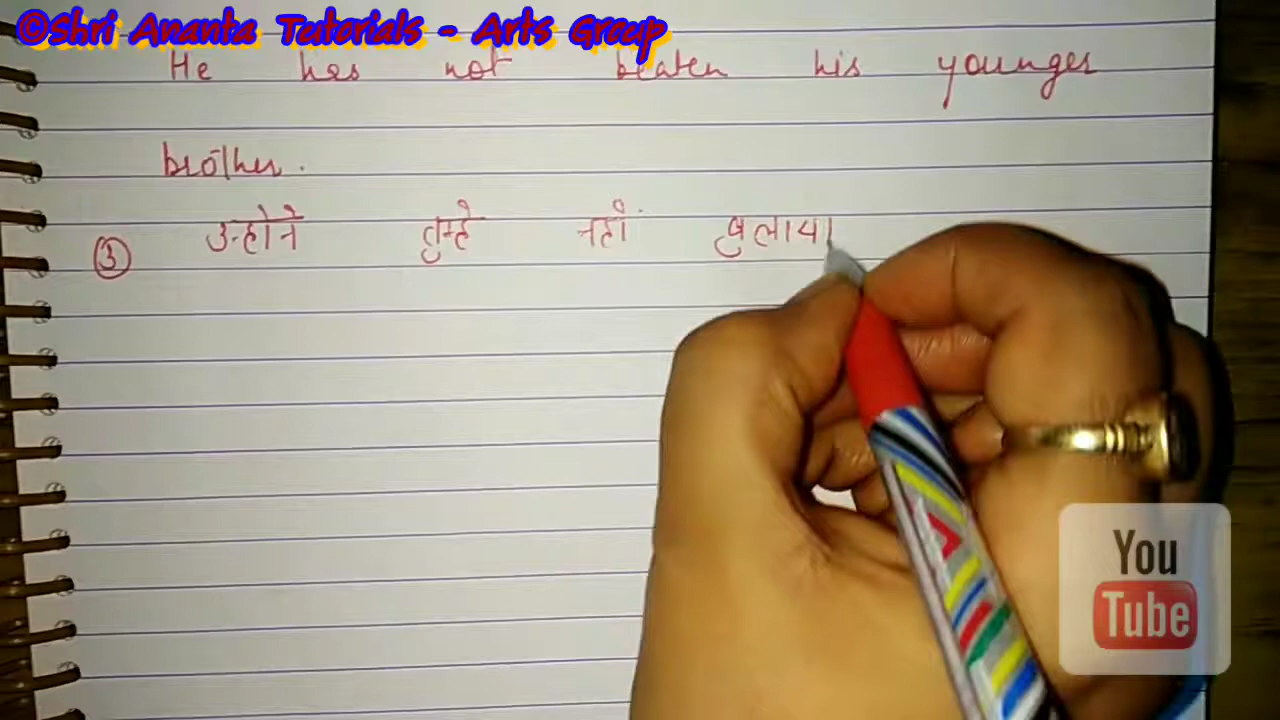 ©Shri Ananta Tutorials - Arts Group
He has not beaten his younger
brother.
③ उन्होने तुम्हे नहीं बुलाया
You
Tube